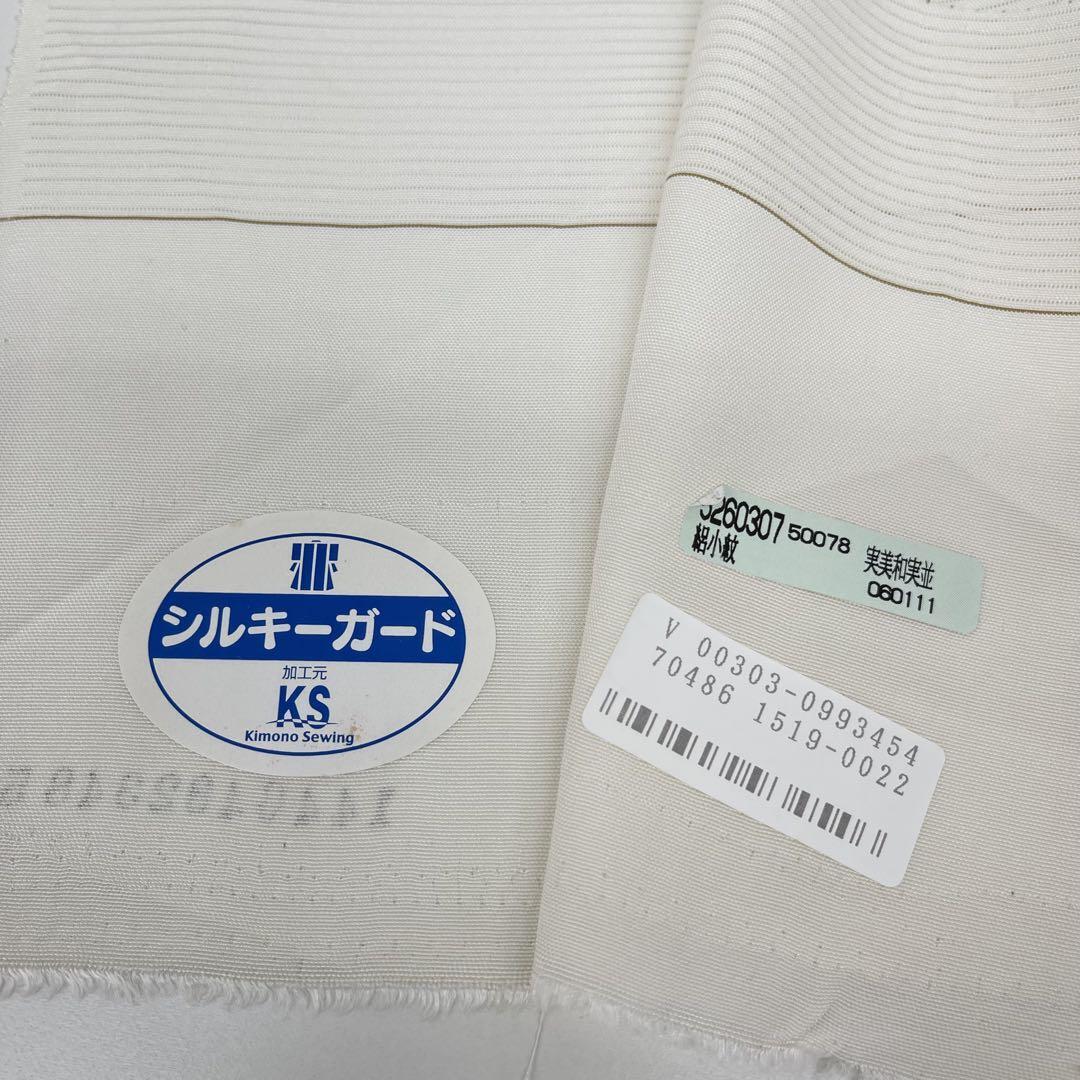 シルキーガード
加工元
KS
Kimono Sewing
260307 50078
絽小紋
実美和実並
060111
V 00303-0993454
70486 1519-0022